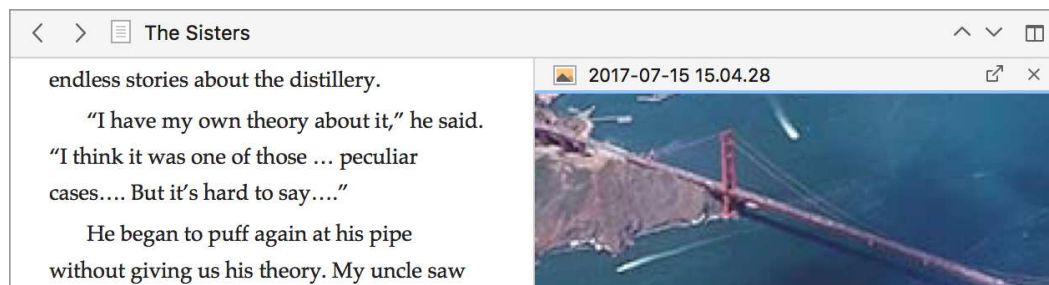 The Sisters
endless stories about the distillery.
“I have my own theory about it,” he said.
“I think it was one of those … peculiar
cases…. But it’s hard to say….”
He began to puff again at his pipe
without giving us his theory. My uncle saw
2017-07-15 15.04.28